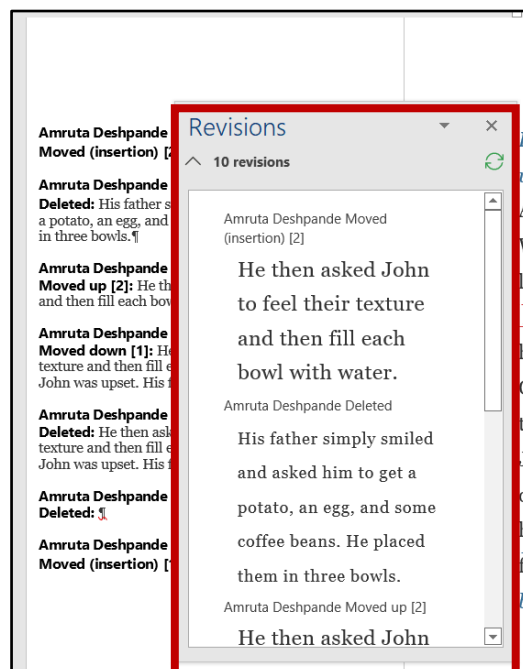 Amruta Deshpande
Moved (insertion)
Amruta Deshpande
Deleted: His father
a potato, an egg, and
in three bowls.¶
Amruta Deshpande
Moved up [2]: He
and then fill each
Amruta Deshpande
Moved down [1]:
texture and then fill
John was upset. His
Amruta Deshpande
Deleted: He then
texture and then fill
John was upset. His
Amruta Deshpande
Deleted: ¶
Amruta Deshpande
Moved (insertion)
Revisions
10 revisions
Amruta Deshpande Moved
(insertion) [2]
He then asked John
to feel their texture
and then fill each
bowl with water.
Amruta Deshpande Deleted
His father simply smiled
and asked him to get a
potato, an egg, and some
coffee beans. He placed
them in three bowls.
Amruta Deshpande Moved up [2]
He then asked John